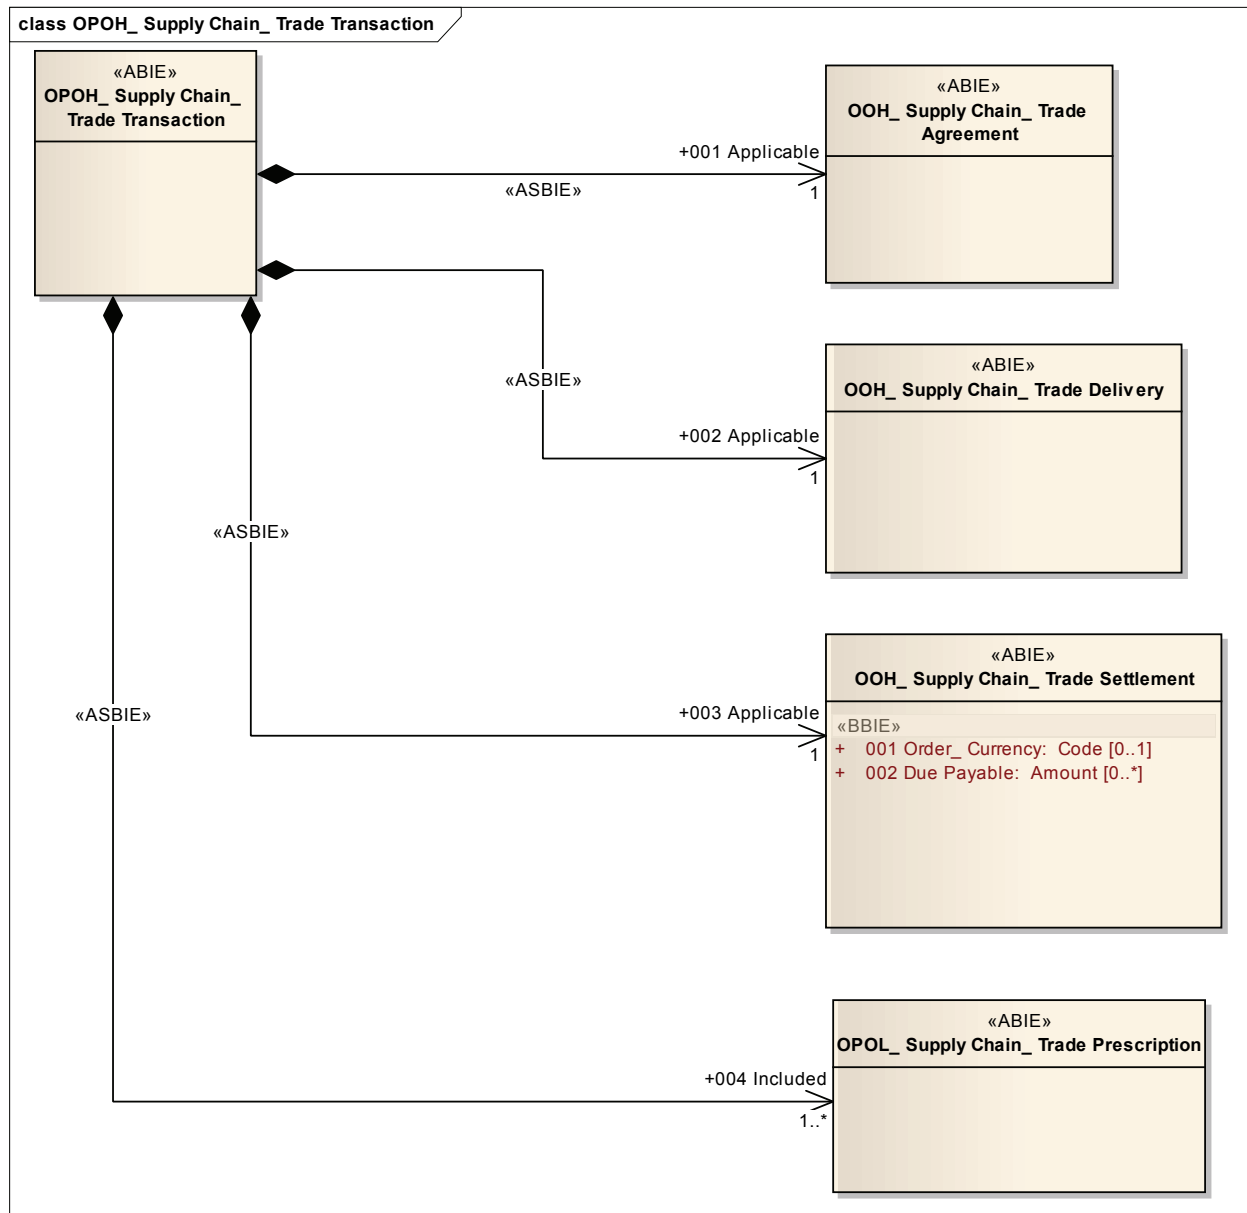 class OPOH_ Supply Chain_ Trade Transaction
«ABIE»
OPOH_ Supply Chain_
Trade Transaction
«ABIE»
OOH_ Supply Chain_ Trade
Agreement
+001 Applicable
«ASBIE»
1
«ABIE»
OOH_ Supply Chain_ Trade Delivery
«ASBIE»
+002 Applicable
1
«ASBIE»
«ABIE»
OOH_ Supply Chain_ Trade Settlement
«BBIE»
+ 001 Order_ Currency: Code [0..1]
+ 002 Due Payable: Amount [0..*]
+003 Applicable
1
«ASBIE»
«ABIE»
OPOL_ Supply Chain_ Trade Prescription
+004 Included
1..*